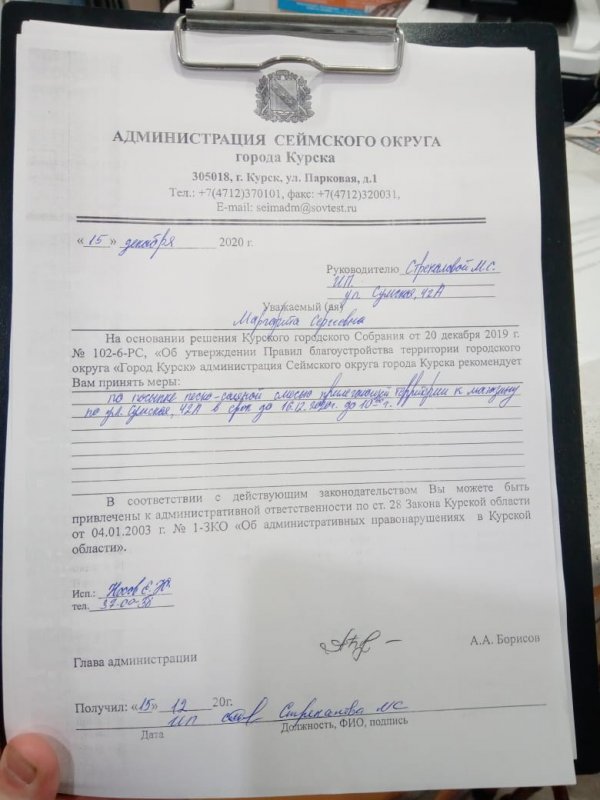 АДМИНИСТРАЦИЯ СЕЙМСКОГО ОКРУГА
города Курска
305018, г. Курск, ул. Парковая, д.1
Тел.: +7(4712)370101, факс: +7(4712)320031,
E-mail: seimadm@sovtest.ru
«15» декабря 2020 г.
Руководителю Стрекаловой М.С.
ИП.
ул. Сумская, 42А
Уважаемый (ая)
Маргарита Сергеевна
На основании решения Курского городского Собрания от 20 декабря 2019 г.
№ 102-6-РС, «Об утверждении Правил благоустройства территории городского
округа «Город Курск» администрация Сеймского округа города Курска рекомендует
Вам принять меры:
по посыпке песко-соляной смесью прилегающей территории к магазину
по ул. Сумская, 42А в срок до 16.12.2020г. до 10 00 ч.
В соответствии с действующим законодательством Вы можете быть
привлечены к административной ответственности по ст. 28 Закона Курской области
от 04.01.2003 г. № 1-ЗКО «Об административных правонарушениях в Курской
области».
Исп.: Носов Е.Ю.
тел. 37-00-
А.А. Борисов
Глава администрации
Получил: «15» 12 20г.
ИП Стрекалова МС
Дата Должность, ФИО, подпись